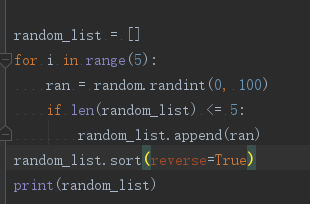 random_list = []
for i in range(5):
    ran = random.randint(0, 100)
    if len(random_list) <= 5:
        random_list.append(ran)
random_list.sort(reverse=True)
print(random_list)